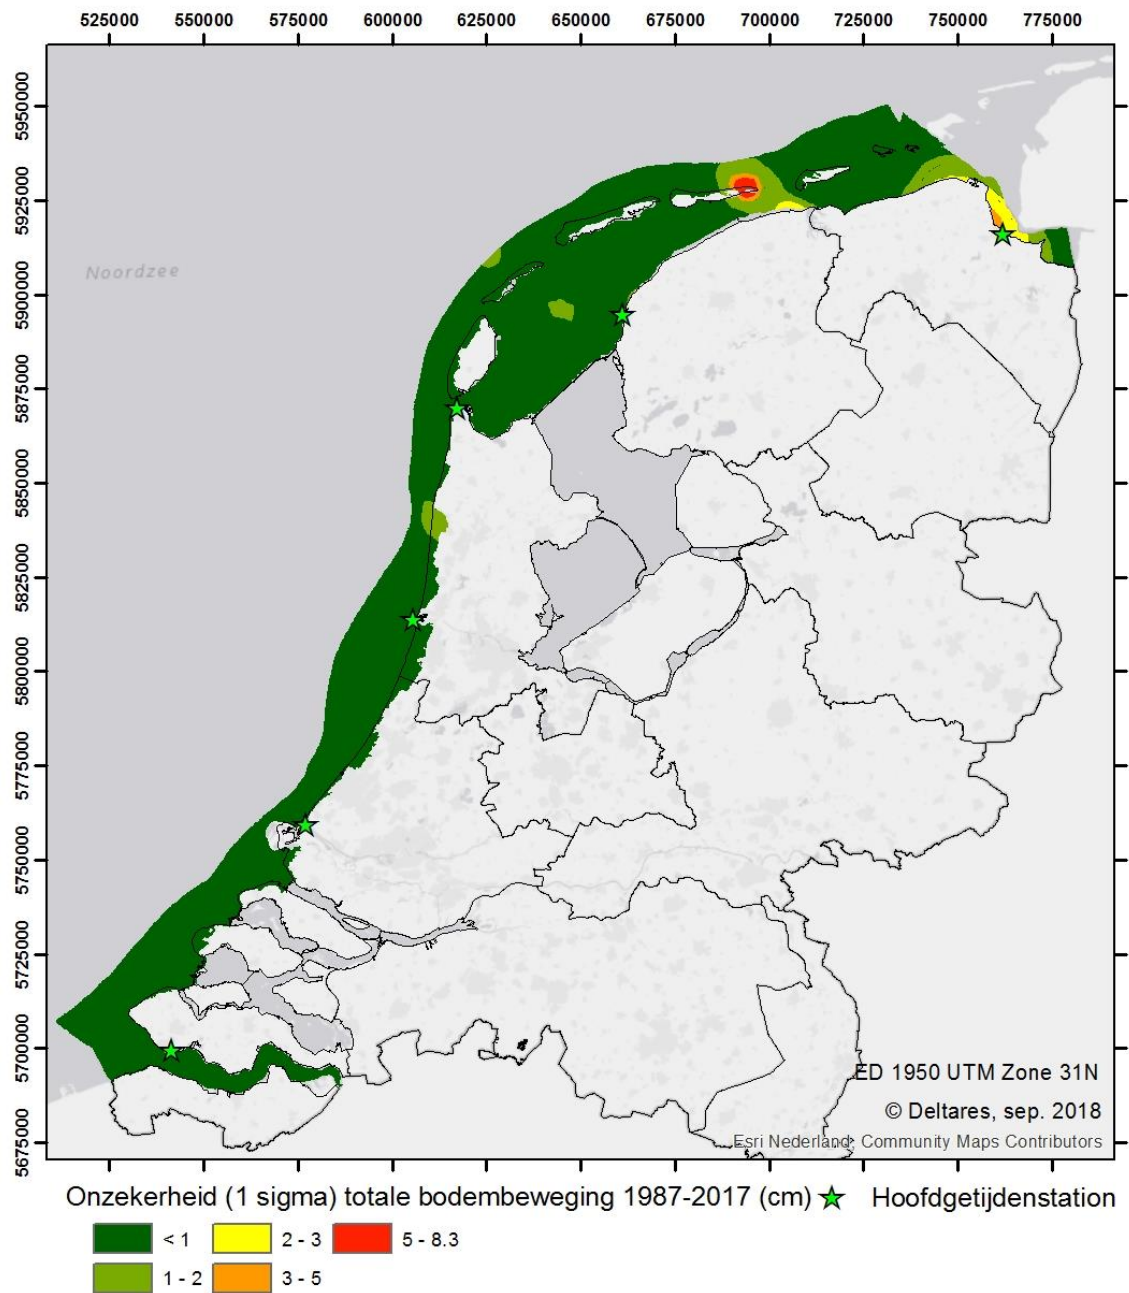 525000 550000 575000 600000 625000 650000 675000 700000 725000 750000 775000
5950000
5925000
5900000
5875000
5850000
5825000
5800000
5775000
5750000
5725000
5700000
5675000
Noordzee
ED 1950 UTM Zone 31N
© Deltares, sep. 2018
Esri Nederland; Community Maps Contributors
Onzekerheid (1 sigma) totale bodembeweging 1987-2017 (cm) Hoofdgetijdenstation
< 1 2 - 3 5 - 8.3
1 - 2 3 - 5